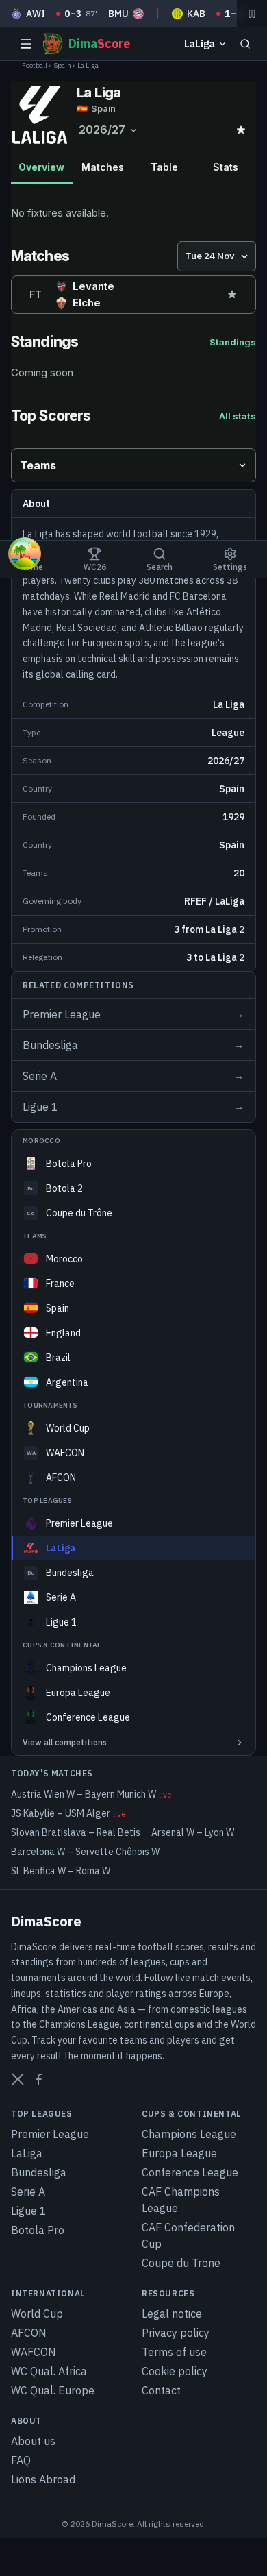 AWI 0–3 87' BMU KAB 1–
DimaScore LaLiga
Football › Spain › La Liga
La Liga
Spain
LALIGA
2026/27
Overview Matches Table Stats
No fixtures available.
Matches Tue 24 Nov
FT Levante
Elche
Standings Standings
Coming soon
Top Scorers All stats
Teams
About
La Liga has shaped world football since 1929,
WC26 Search Settings
players. Twenty clubs play 380 matches across 38
matchdays. While Real Madrid and FC Barcelona
have historically dominated, clubs like Atlético
Madrid, Real Sociedad, and Athletic Bilbao regularly
challenge for European spots, and the league's
emphasis on technical skill and possession remains
its global calling card.
Competition La Liga
Type League
Season 2026/27
Country Spain
Founded 1929
Country Spain
Teams 20
Governing body RFEF / LaLiga
Promotion 3 from La Liga 2
Relegation 3 to La Liga 2
RELATED COMPETITIONS
Premier League →
Bundesliga →
Serie A →
Ligue 1 →
MOROCCO
Botola Pro
Bo Botola 2
Co Coupe du Trône
TEAMS
Morocco
France
Spain
England
Brazil
Argentina
TOURNAMENTS
World Cup
WA WAFCON
AFCON
TOP LEAGUES
Premier League
LaLiga
Bu Bundesliga
Serie A
Ligue 1
CUPS & CONTINENTAL
Champions League
Europa League
Conference League
View all competitions
TODAY'S MATCHES
Austria Wien W – Bayern Munich W live
JS Kabylie – USM Alger live
Slovan Bratislava – Real Betis Arsenal W – Lyon W
Barcelona W – Servette Chênois W
SL Benfica W – Roma W
DimaScore
DimaScore delivers real-time football scores, results and
standings from hundreds of leagues, cups and
tournaments around the world. Follow live match events,
lineups, statistics and player ratings across Europe,
Africa, the Americas and Asia — from domestic leagues
to the Champions League, continental cups and the World
Cup. Track your favourite teams and players and get
every result the moment it happens.
TOP LEAGUES
Premier League
LaLiga
Bundesliga
Serie A
Ligue 1
Botola Pro
CUPS & CONTINENTAL
Champions League
Europa League
Conference League
CAF Champions
League
CAF Confederation
Cup
Coupe du Trone
INTERNATIONAL
World Cup
AFCON
WAFCON
WC Qual. Africa
WC Qual. Europe
RESOURCES
Legal notice
Privacy policy
Terms of use
Cookie policy
Contact
ABOUT
About us
FAQ
Lions Abroad
© 2026 DimaScore. All rights reserved.